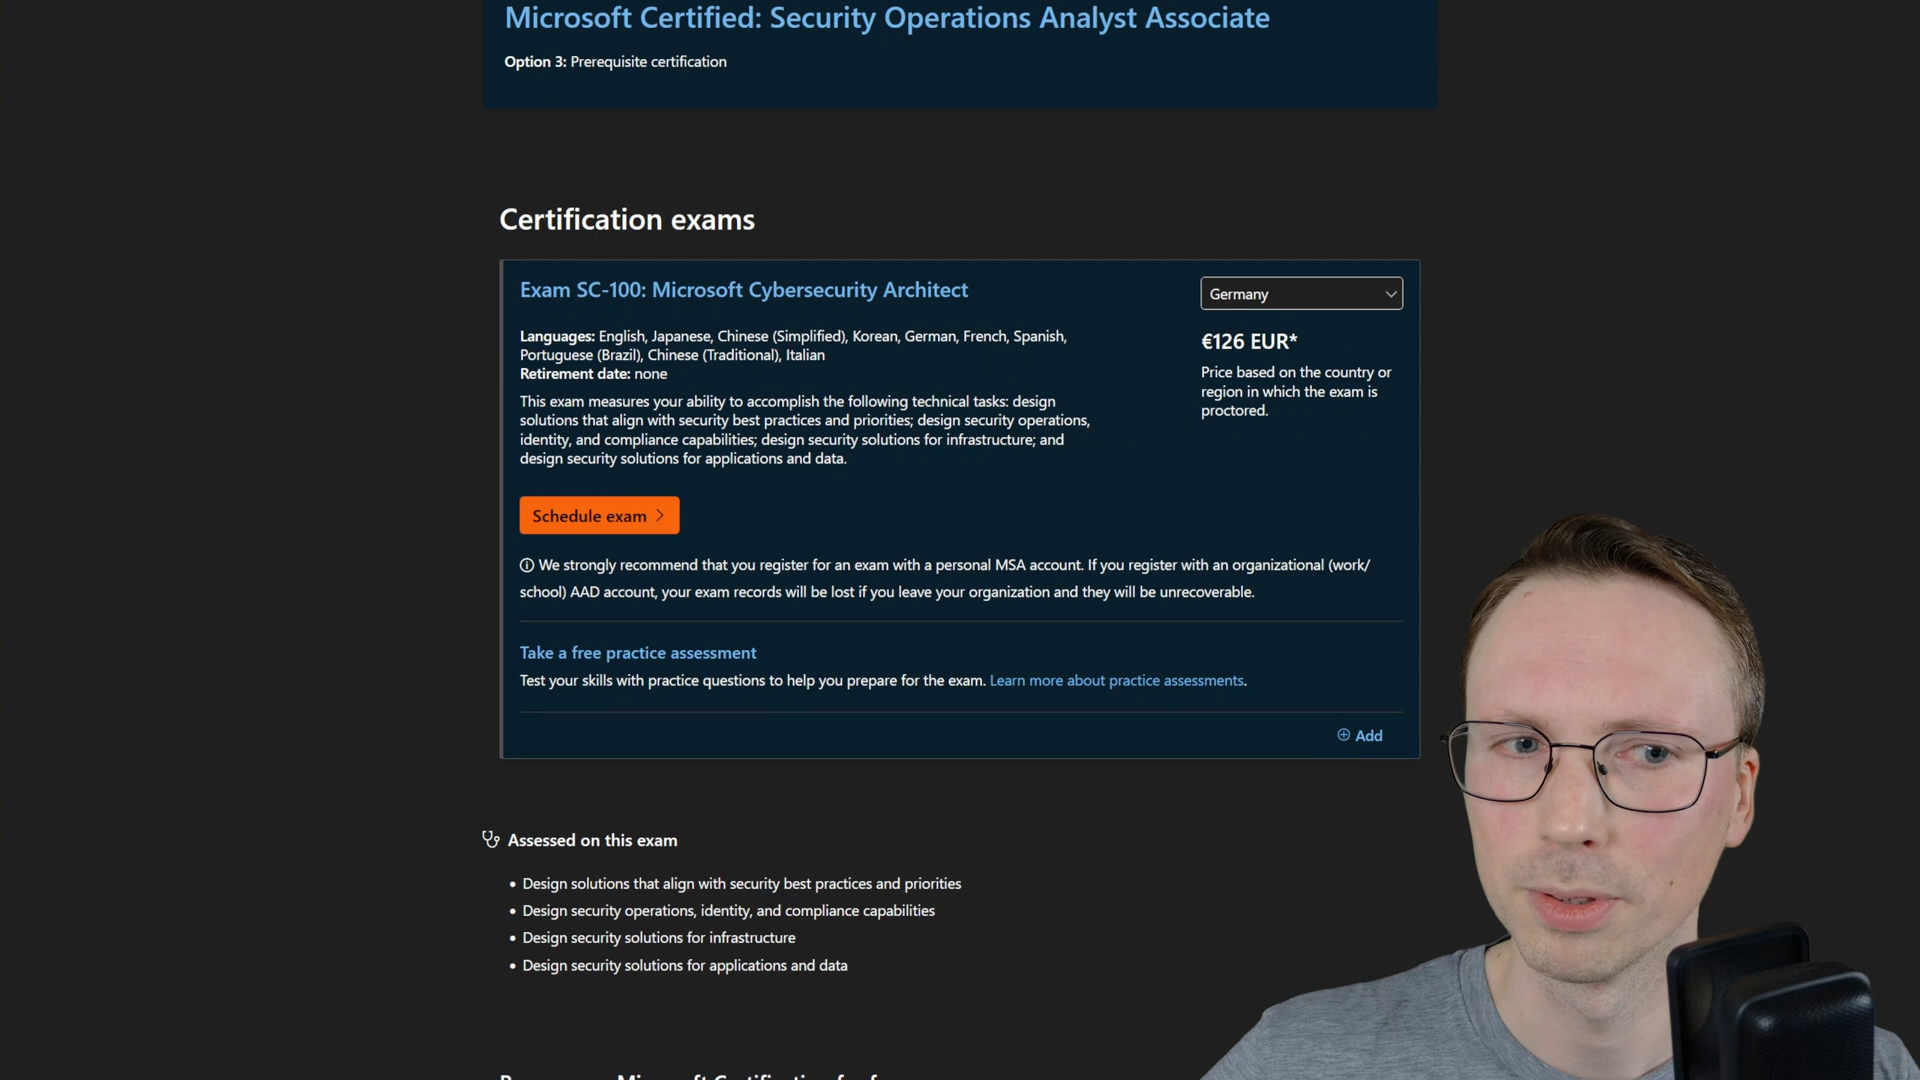 Microsoft Certified: Security Operations Analyst Associate
Option 3: Prerequisite certification
Certification exams
Exam SC-100: Microsoft Cybersecurity Architect
Germany
Languages: English, Japanese, Chinese (Simplified), Korean, German, French, Spanish,
Portuguese (Brazil), Chinese (Traditional), Italian
Retirement date: none
€126 EUR*
Price based on the country or
region in which the exam is
proctored.
This exam measures your ability to accomplish the following technical tasks: design
solutions that align with security best practices and priorities; design security operations,
identity, and compliance capabilities; design security solutions for infrastructure; and
design security solutions for applications and data.
Schedule exam
We strongly recommend that you register for an exam with a personal MSA account. If you register with an organizational (work/
school) AAD account, your exam records will be lost if you leave your organization and they will be unrecoverable.
Take a free practice assessment
Test your skills with practice questions to help you prepare for the exam. Learn more about practice assessments.
Add
Assessed on this exam
• Design solutions that align with security best practices and priorities
• Design security operations, identity, and compliance capabilities
• Design security solutions for infrastructure
• Design security solutions for applications and data